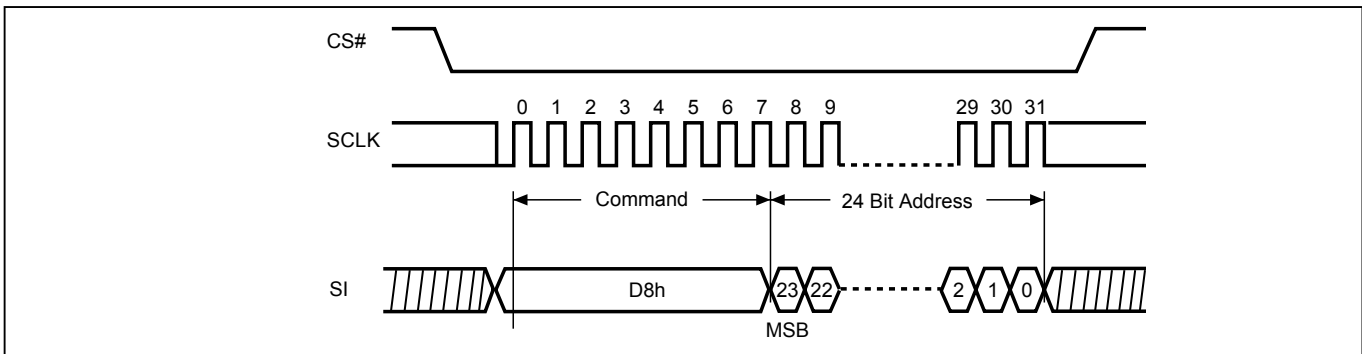 CS#
0 1 2 3 4 5 6 7 8 9 29 30 31
SCLK
Command 24 Bit Address
SI D8h 23 22 2 1 0
MSB